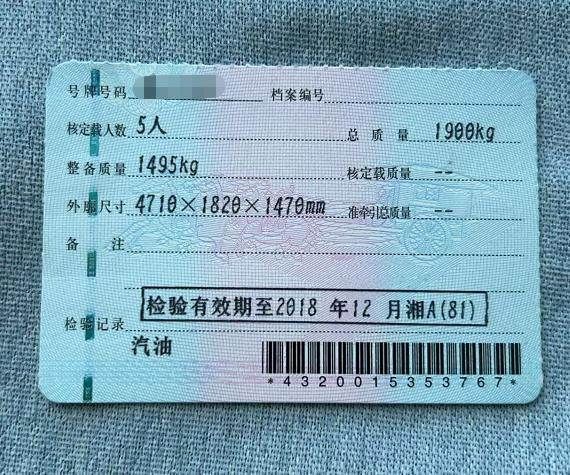 号牌号码 档案编号
核定载人数 5人 总质量 1900kg
整备质量 1495kg 核定载质量 --
外廓尺寸 4710×1820×1470mm 准牵引总质量 --
备注
检验有效期至2018 年12 月湘A(81)
检验记录
汽油
*4320015353767*